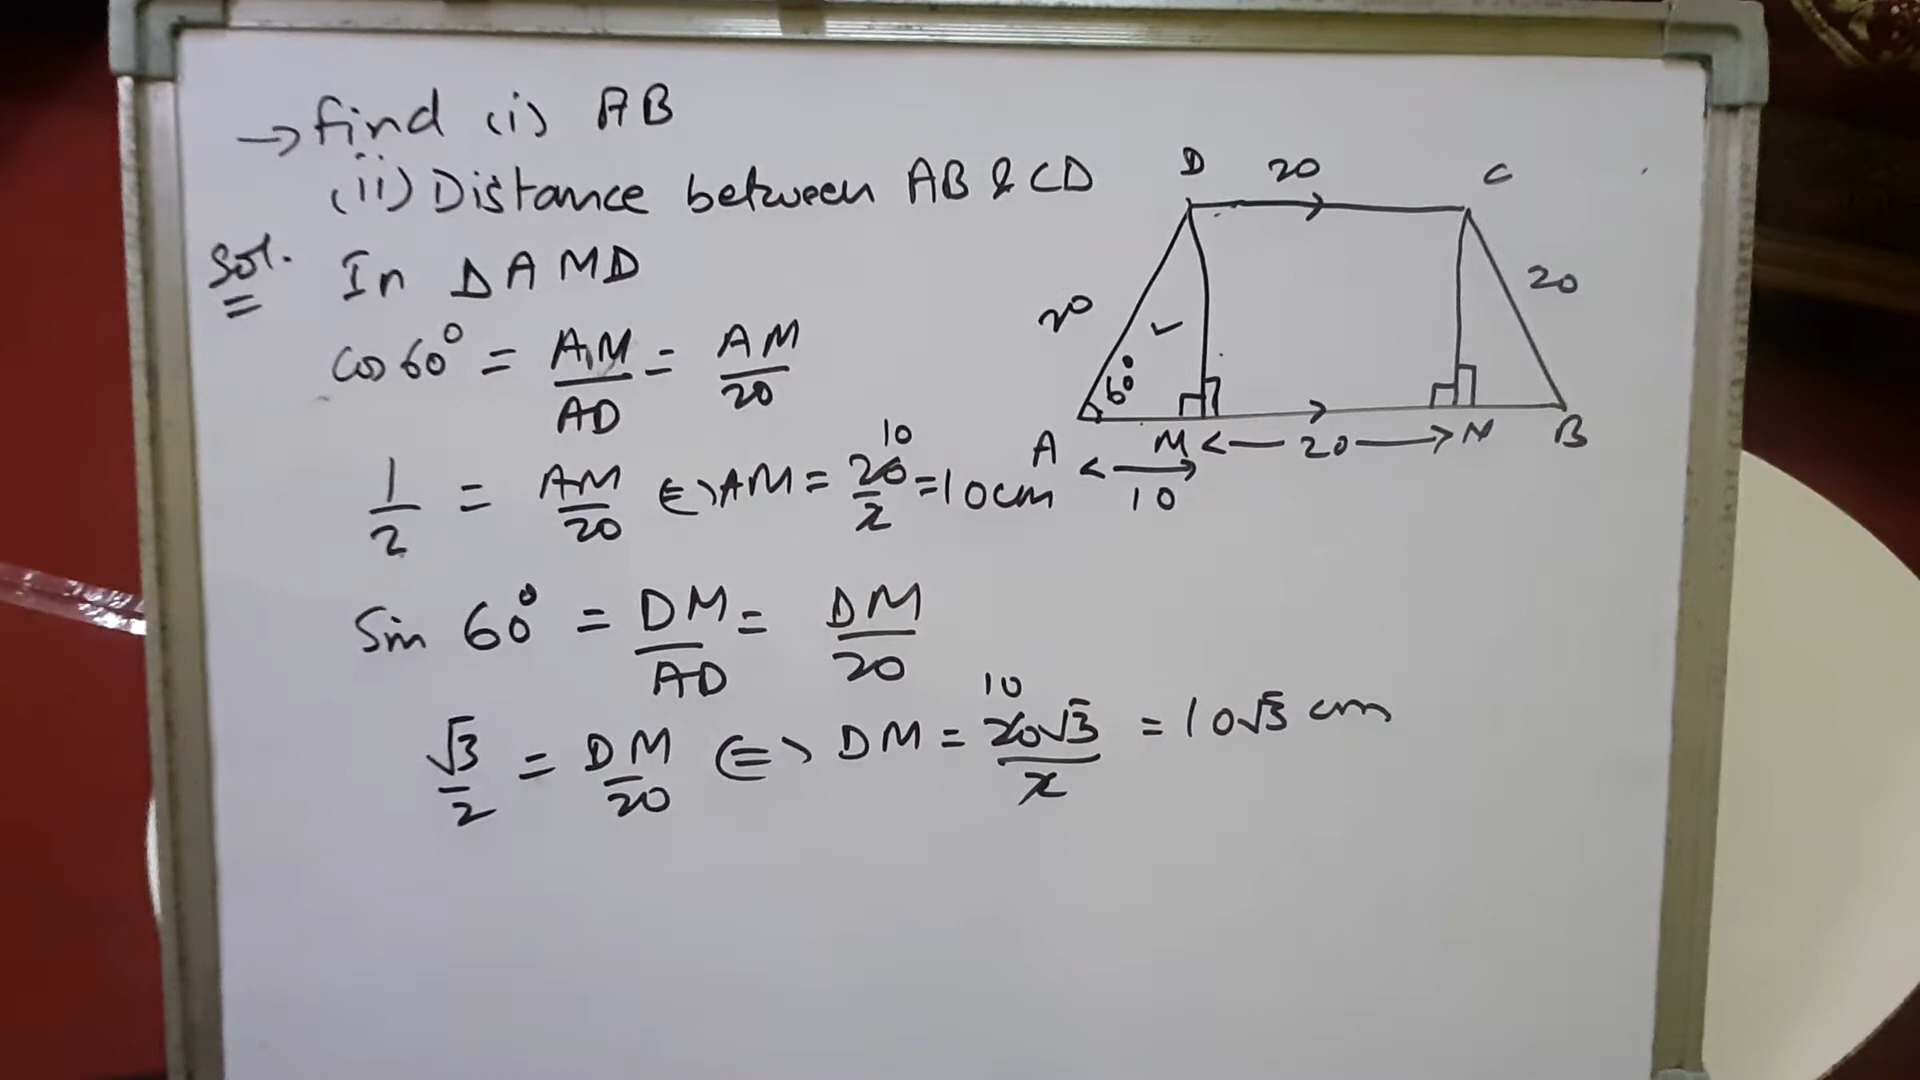 → find (i) AB
(ii) Distance between AB & CD
Sol. In Δ AMD
cos 60° = AM/AD = AM/20
1/2 = AM/20 ⇔ AM = 20/2 = 10 cm
10
Sin 60° = DM/AD = DM/20
√3/2 = DM/20 ⇔ DM = 20√3/2 = 10√3 cm
10
D 20 C
20 20
60°
A M <— 20 —> N B
<—>
10